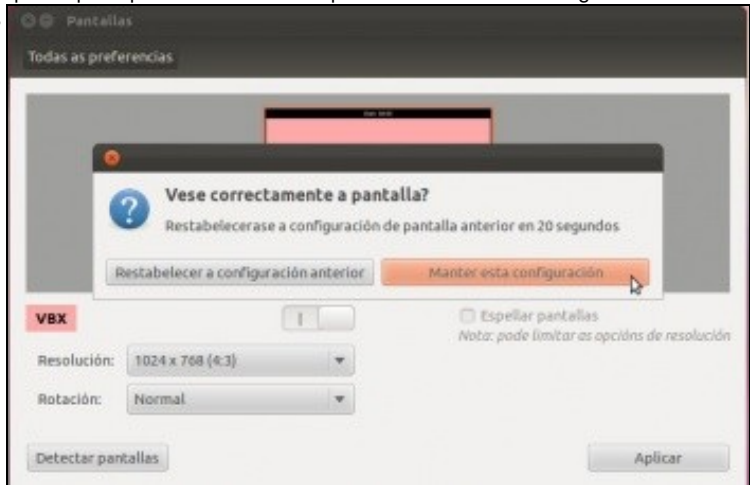 Pantallas
Todas as preferencias
Vese correctamente a pantalla?
Restabelecerase a configuración de pantalla anterior en 20 segundos
Restabelecer a configuración anterior
Manter esta configuración
VBX
Espellar pantallas
Nota: pode limitar as opcións de resolución
Resolución:
1024 x 768 (4:3)
Rotación:
Normal
Detectar pantallas
Aplicar